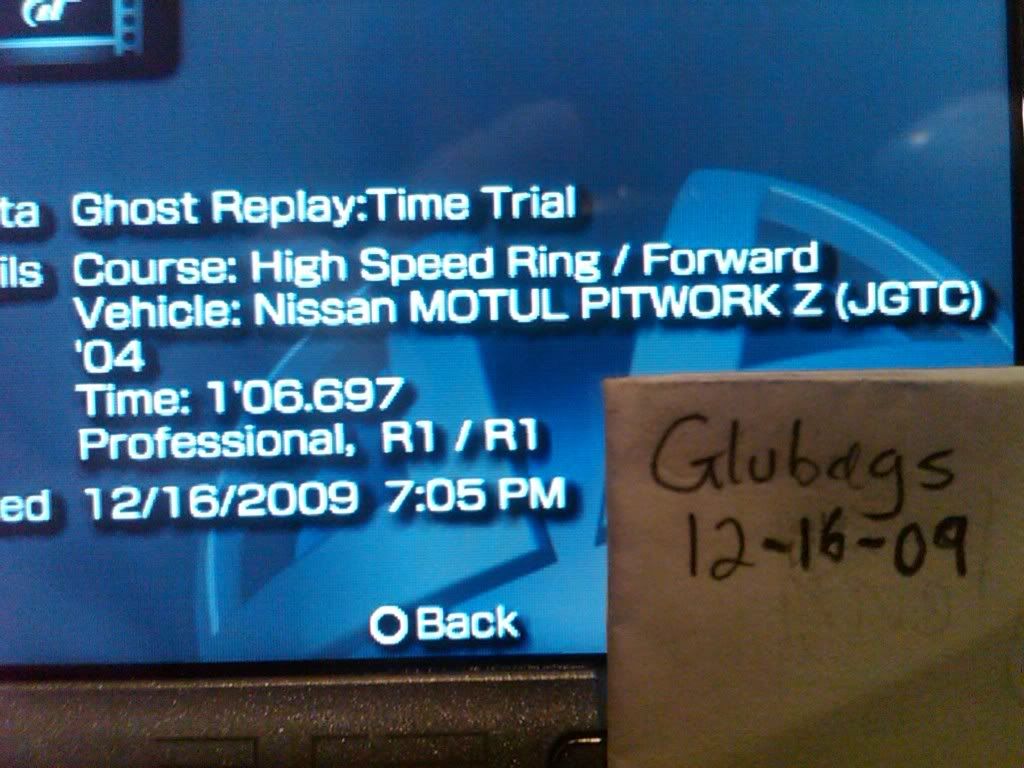 GT
ta Ghost Replay:Time Trial
ils Course: High Speed Ring / Forward
Vehicle: Nissan MOTUL PITWORK Z (JGTC)
'04
Time: 1'06.697
Professional, R1 / R1
ed 12/16/2009 7:05 PM
Back
Glubags
12-16-09